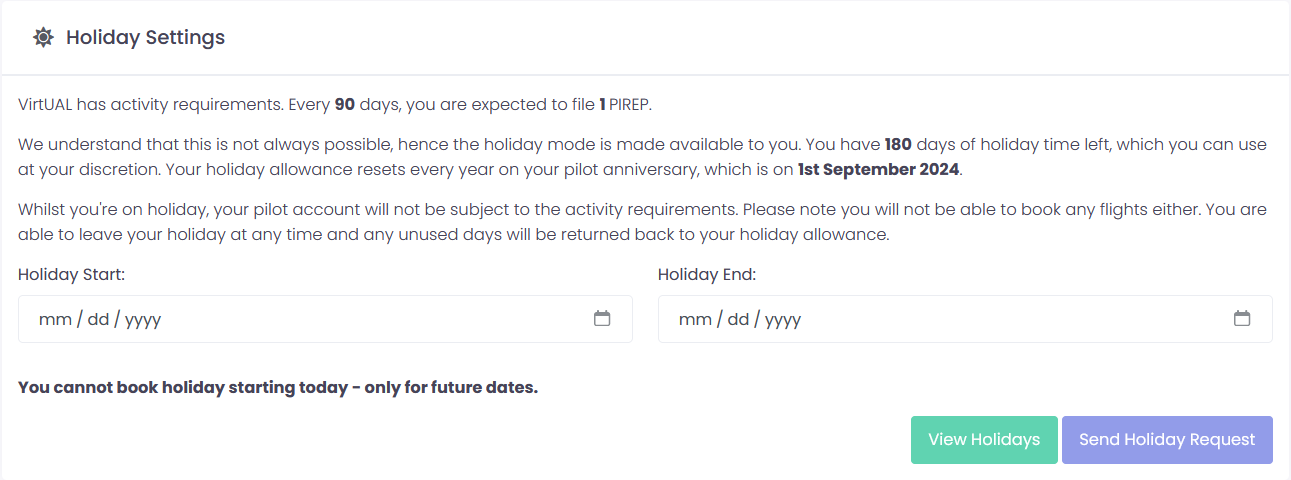 Holiday Settings
VirtUAL has activity requirements. Every 90 days, you are expected to file 1 PIREP.
We understand that this is not always possible, hence the holiday mode is made available to you. You have 180 days of holiday time left, which you can use
at your discretion. Your holiday allowance resets every year on your pilot anniversary, which is on 1st September 2024.
Whilst you're on holiday, your pilot account will not be subject to the activity requirements. Please note you will not be able to book any flights either. You are
able to leave your holiday at any time and any unused days will be returned back to your holiday allowance.
Holiday Start:
Holiday End:
mm / dd / yyyy
mm / dd / yyyy
You cannot book holiday starting today - only for future dates.
View Holidays
Send Holiday Request